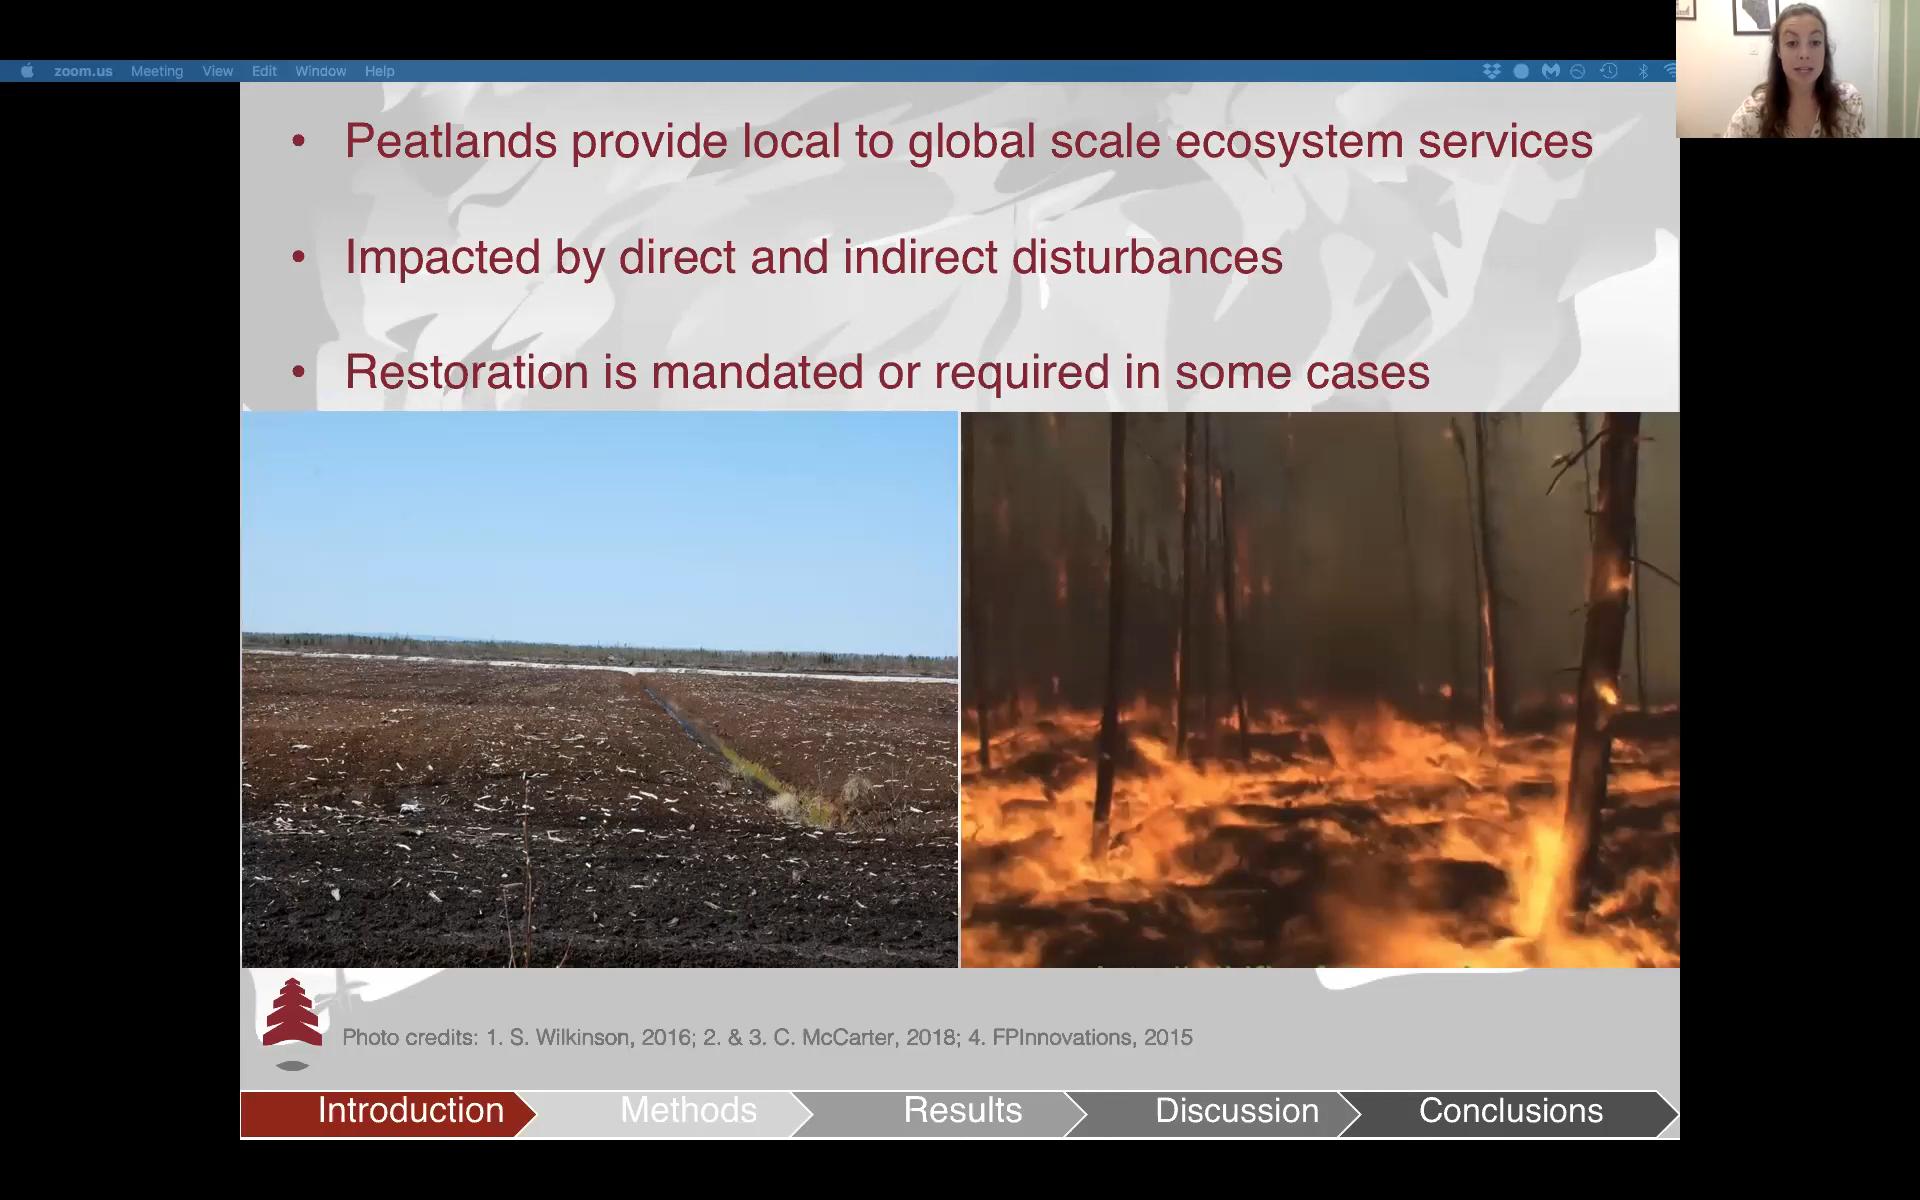 zoom.us Meeting View Edit Window Help
• Peatlands provide local to global scale ecosystem services
• Impacted by direct and indirect disturbances
• Restoration is mandated or required in some cases
Photo credits: 1. S. Wilkinson, 2016; 2. & 3. C. McCarter, 2018; 4. FPInnovations, 2015
Introduction Methods Results Discussion Conclusions